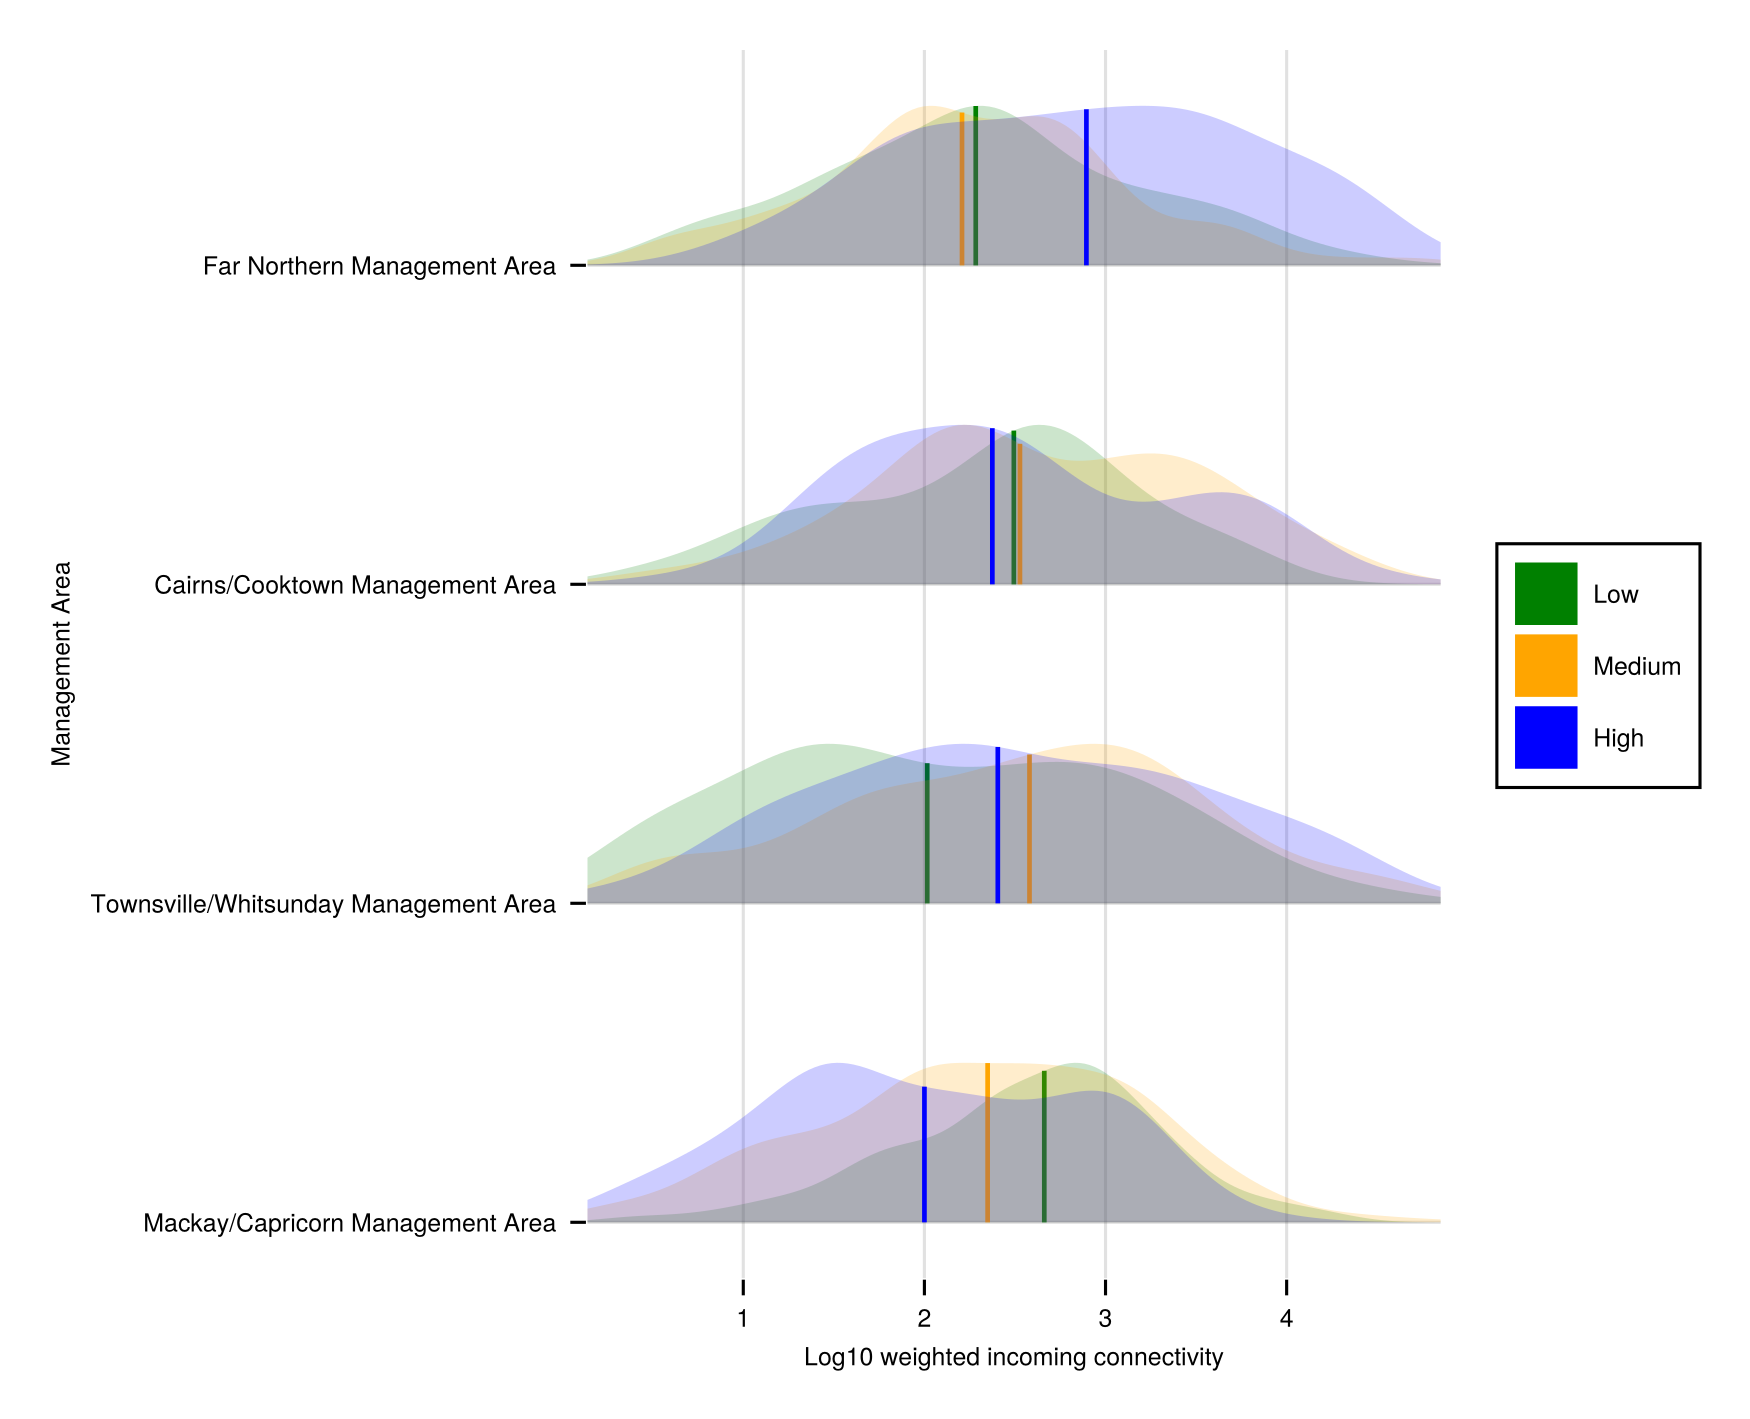 Far Northern Management Area
Cairns/Cooktown Management Area
Townsville/Whitsunday Management Area
Mackay/Capricorn Management Area
Management Area
1 2 3 4
Log10 weighted incoming connectivity
Low
Medium
High